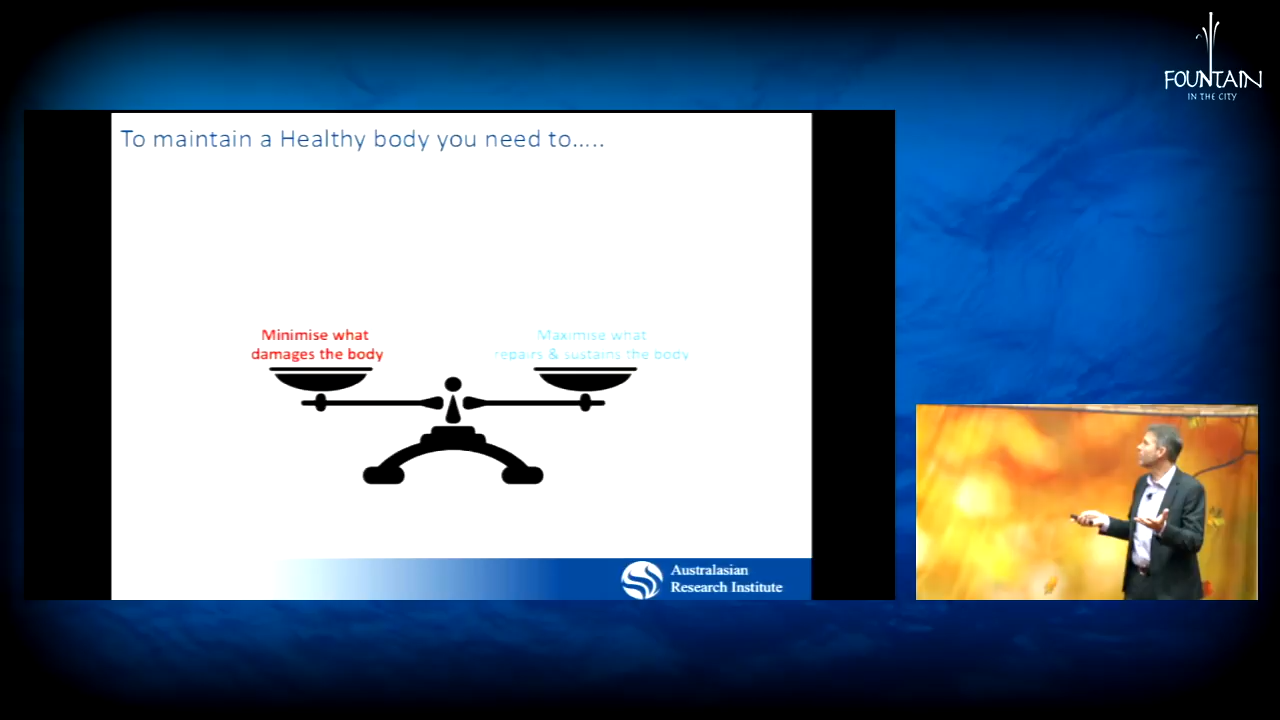 FOUNTAIN
IN THE CITY
To maintain a Healthy body you need to.....
Minimise what
damages the body
Maximise what
repairs & sustains the body
Australasian
Research Institute